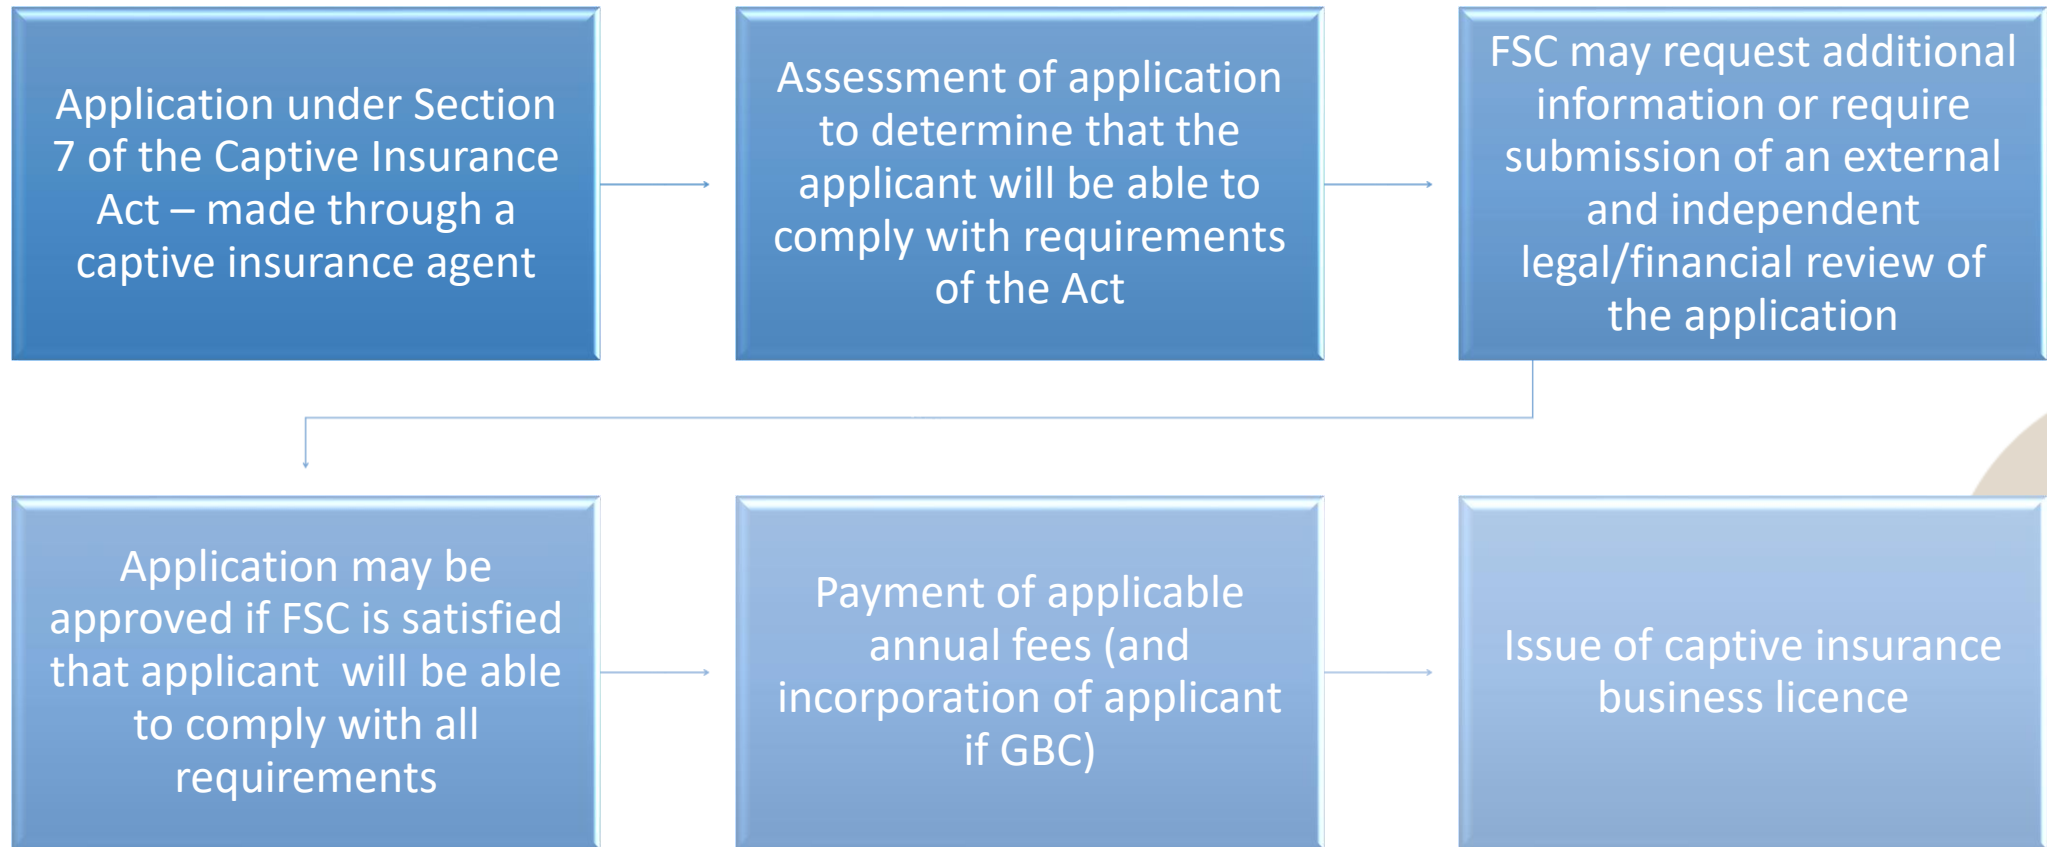 Application under Section
7 of the Captive Insurance
Act – made through a
captive insurance agent
Assessment of application
to determine that the
applicant will be able to
comply with requirements
of the Act
FSC may request additional
information or require
submission of an external
and independent
legal/financial review of
the application
Application may be
approved if FSC is satisfied
that applicant  will be able
to comply with all
requirements
Payment of applicable
annual fees (and
incorporation of applicant
if GBC)
Issue of captive insurance
business licence